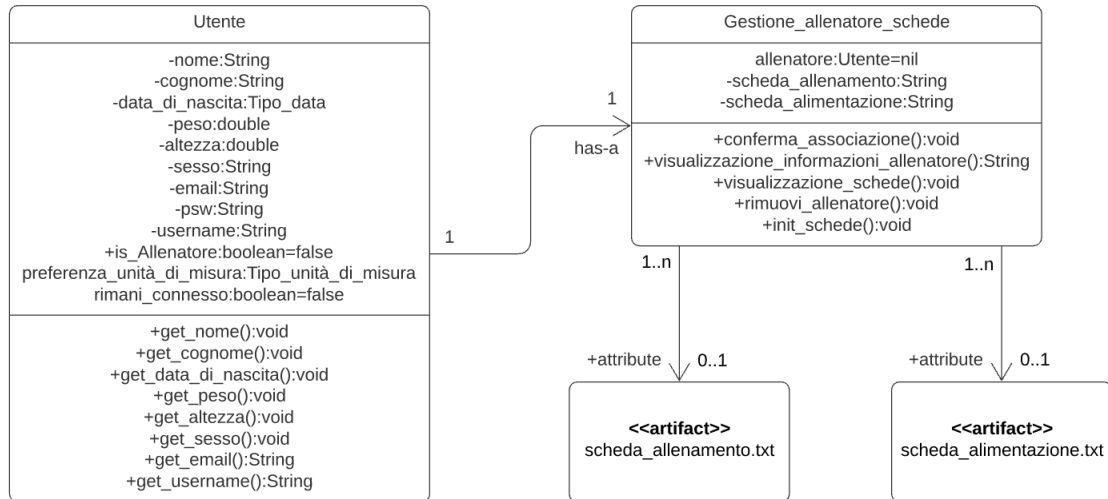 Utente
-nome:String
-cognome:String
-data_di_nascita:Tipo_data
-peso:double
-altezza:double
-sesso:String
-email:String
-psw:String
-username:String
+is_Allenatore:boolean=false
preferenza_unità_di_misura:Tipo_unità_di_misura
rimani_connesso:boolean=false
+get_nome():void
+get_cognome():void
+get_data_di_nascita():void
+get_peso():void
+get_altezza():void
+get_sesso():void
+get_email():String
+get_username():String
1
1
has-a
Gestione_allenatore_schede
allenatore:Utente=nil
-scheda_allenamento:String
-scheda_alimentazione:String
+conferma_associazione():void
+visualizzazione_informazioni_allenatore():String
+visualizzazione_schede():void
+rimuovi_allenatore():void
+init_schede():void
1..n
1..n
+attribute
0..1
+attribute
0..1
<<artifact>>
scheda_allenamento.txt
<<artifact>>
scheda_alimentazione.txt